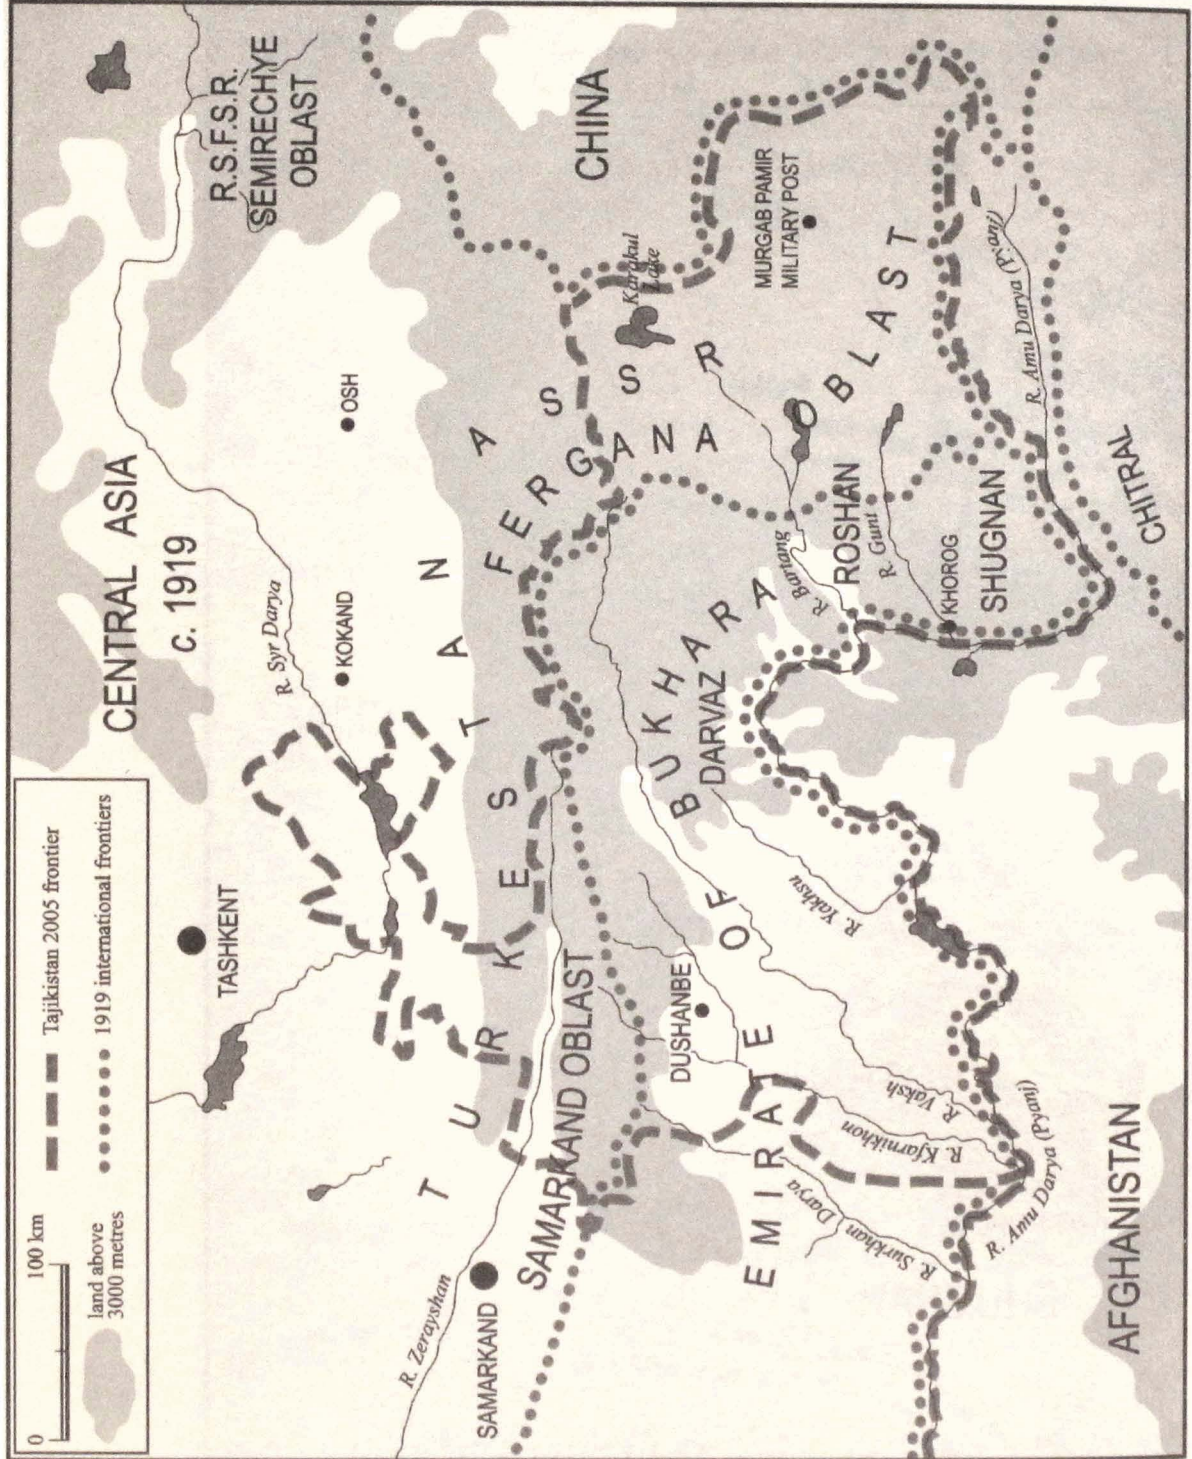 CENTRAL ASIA
c. 1919
0 100 km
land above
3000 metres
Tajikistan 2005 frontier
1919 international frontiers
R.S.F.S.R.
SEMIRECHYE
OBLAST
TASHKENT
R. Syr Darya
KOKAND
OSH
CHINA
TURKESTAN ASSR
FERGANA OBLAST
R. Zerayshan
SAMARKAND
SAMARKAND OBLAST
Karakul
Lake
MURGAB PAMIR
MILITARY POST
EMIRATE OF BUKHARA
DUSHANBE
DARVAZ
R. Bartang
ROSHAN
R. Gunt
KHOROG
SHUGNAN
R. Yakhsu
R. Vaksh
R. Kfarnikhon
R. Surkhan Darya
R. Amu Darya (Pyanj)
R. Amu Darya (Pyanj)
AFGHANISTAN
CHITRAL